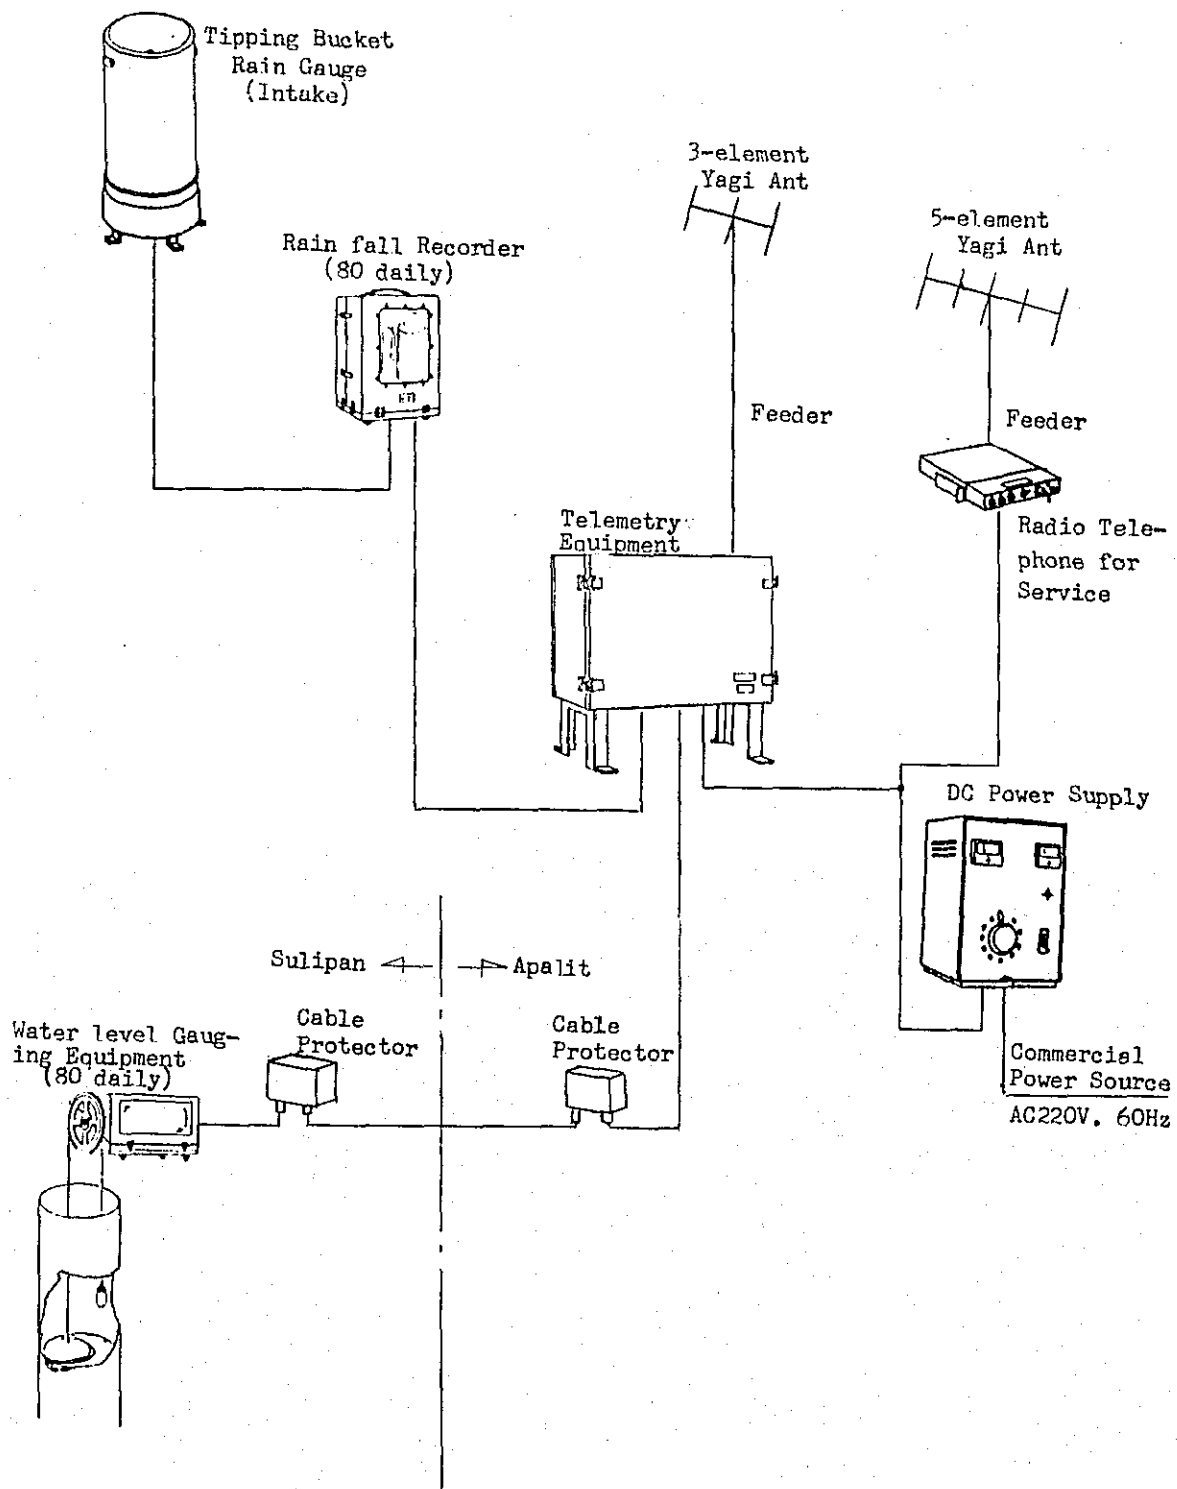 Tipping Bucket
Rain Gauge
(Intake)
3-element
Yagi Ant
5-element
Yagi Ant
Rain fall Recorder
(80 daily)
Feeder
Feeder
Telemetry
Equipment
Radio Tele-
phone for
Service
DC Power Supply
Sulipan
Apalit
Cable
Protector
Cable
Protector
Water level Gaug-
ing Equipment
(80 daily)
Commercial
Power Source
AC220V. 60Hz